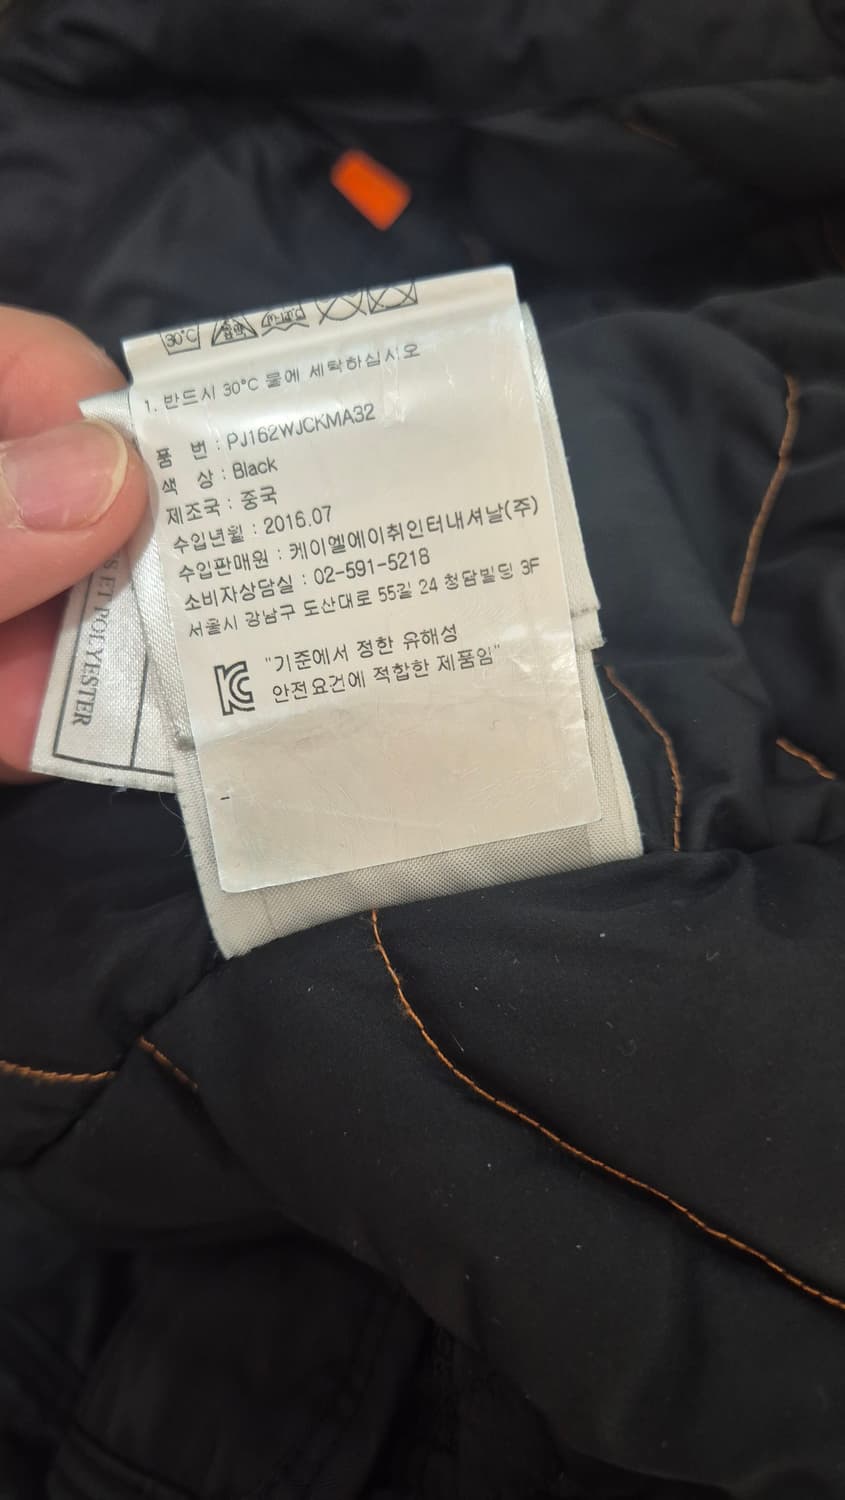 30°C
1. 반드시 30°C 물에 세탁하십시오
품 번 : PJ162WJCKMA32
색 상 : Black
제조국 : 중국
수입년월 : 2016.07
수입판매원 : 케이엘에이취인터내셔날(주)
소비자상담실 : 02-591-5218
서울시 강남구 도산대로 55길 24 청담빌딩 3F
"기준에서 정한 유해성
안전요건에 적합한 제품임"
S ET POLYESTER